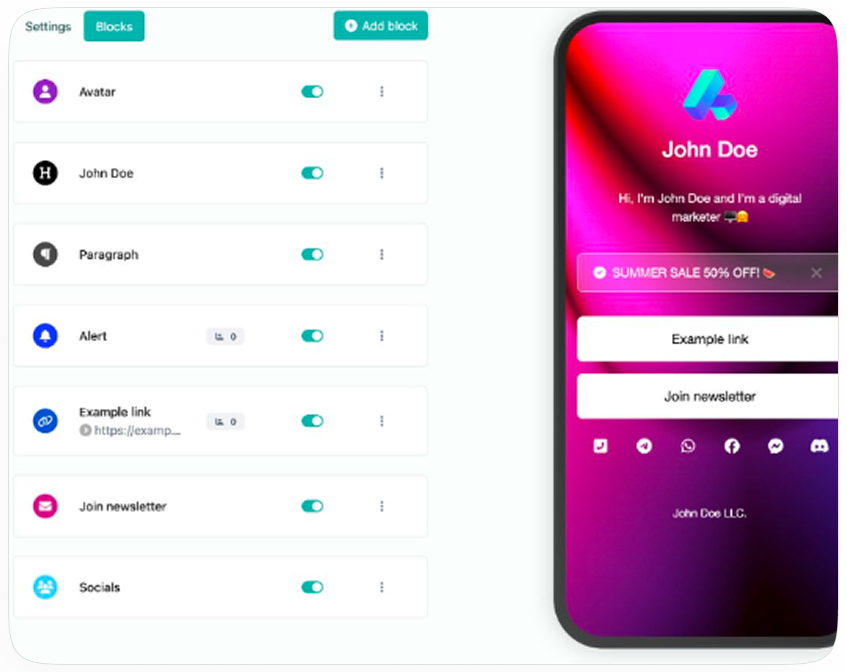 Settings
Blocks
Add block
Avatar
H
John Doe
Paragraph
Alert
0
Example link
https://examp...
0
Join newsletter
Socials
John Doe
Hi, I'm John Doe and I'm a digital
marketer 🖥️🤗
SUMMER SALE 50% OFF! 🍉
Example link
Join newsletter
John Doe LLC.